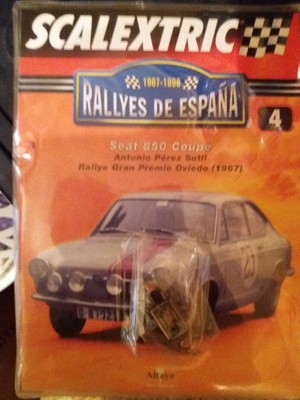 SCALEXTRIC
1967-1996
RALLYES DE ESPAÑA
4
Seat 850 Coupe
Antonio Pérez Sutil
Rallye Gran Premio Oviedo (1967)
Altaya